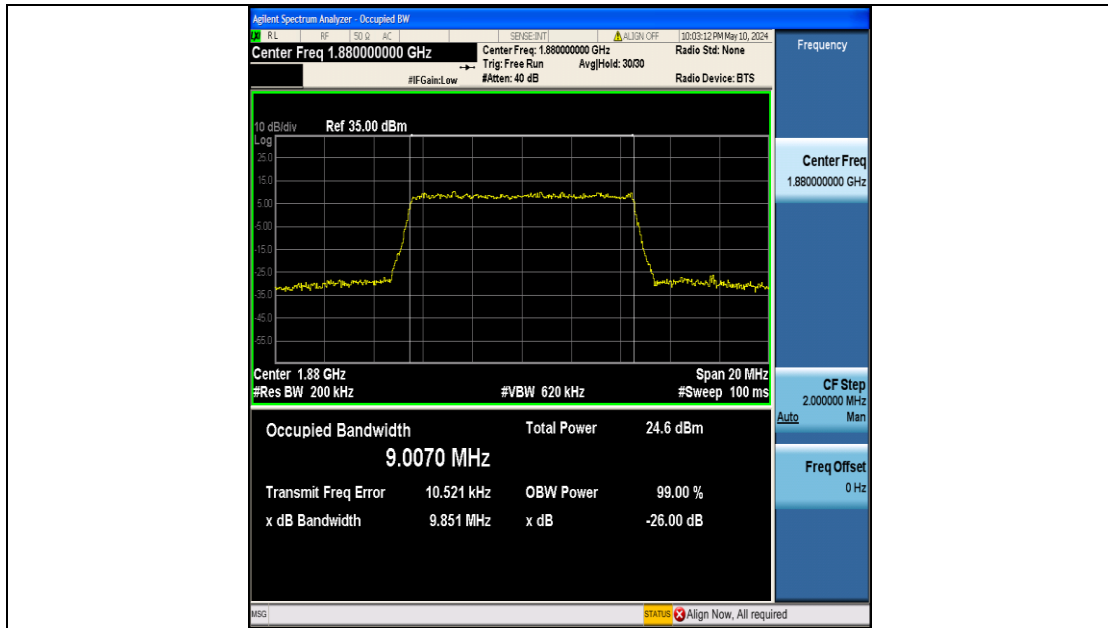 Agilent Spectrum Analyzer - Occupied BW
RL RF 50 Ω AC SENSE:INT ALIGN OFF 10:03:12 PM May 10, 2024
Center Freq 1.880000000 GHz
Center Freq: 1.880000000 GHz Radio Std: None
Trig: Free Run Avg|Hold: 30/30
#IFGain:Low #Atten: 40 dB Radio Device: BTS
Frequency
10 dB/div Ref 35.00 dBm
Log
25.0
15.0
5.00
-5.00
-15.0
-25.0
-35.0
-45.0
-55.0
Center 1.88 GHz Span 20 MHz
#Res BW 200 kHz #VBW 620 kHz #Sweep 100 ms
Occupied Bandwidth Total Power 24.6 dBm
9.0070 MHz
Transmit Freq Error 10.521 kHz OBW Power 99.00 %
x dB Bandwidth 9.851 MHz x dB -26.00 dB
Center Freq
1.880000000 GHz
CF Step
2.000000 MHz
Auto Man
Freq Offset
0 Hz
MSG STATUS Align Now, All required